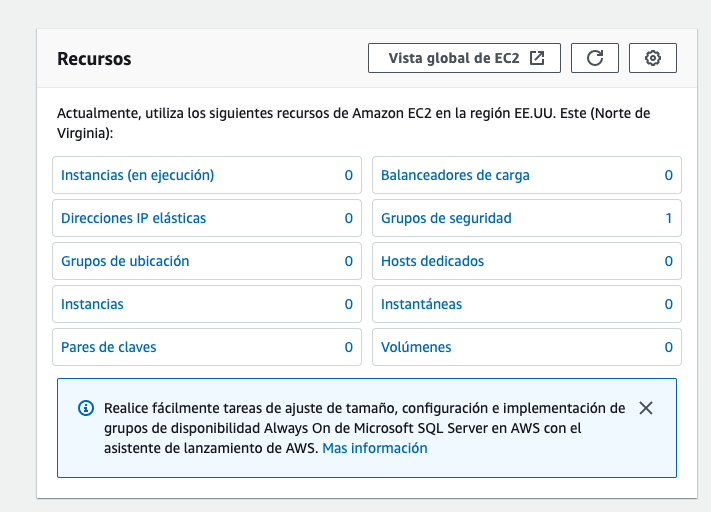 Recursos
Vista global de EC2
Actualmente, utiliza los siguientes recursos de Amazon EC2 en la región EE.UU. Este (Norte de
Virginia):
Instancias (en ejecución) 0
Balanceadores de carga 0
Direcciones IP elásticas 0
Grupos de seguridad 1
Grupos de ubicación 0
Hosts dedicados 0
Instancias 0
Instantáneas 0
Pares de claves 0
Volúmenes 0
Realice fácilmente tareas de ajuste de tamaño, configuración e implementación de
grupos de disponibilidad Always On de Microsoft SQL Server en AWS con el
asistente de lanzamiento de AWS. Mas información